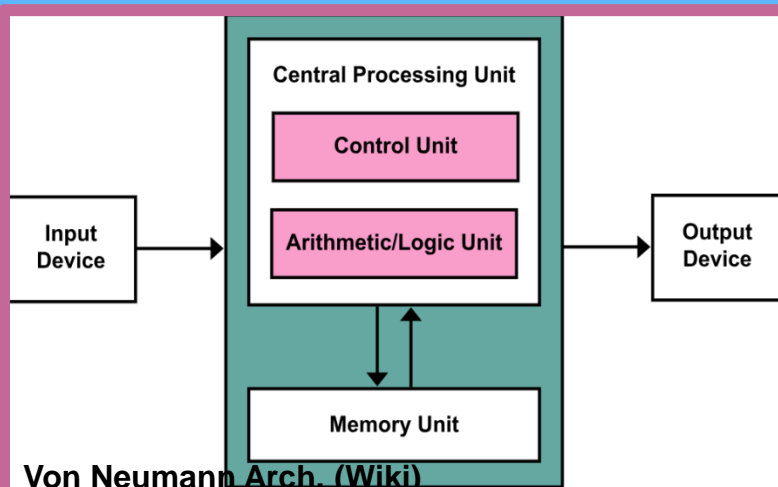 Central Processing Unit
Control Unit
Arithmetic/Logic Unit
Input
Device
Output
Device
Memory Unit
Von Neumann Arch. (Wiki)